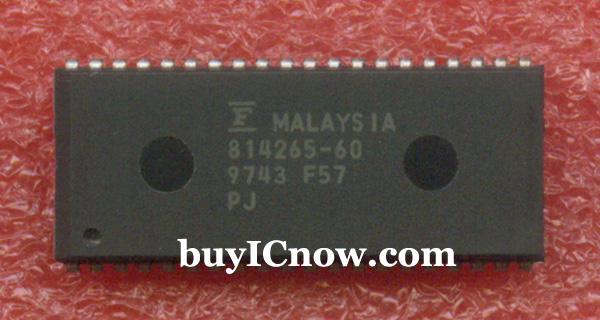 MALAYSIA
814265-60
9743 F57
PJ
buyICnow.com